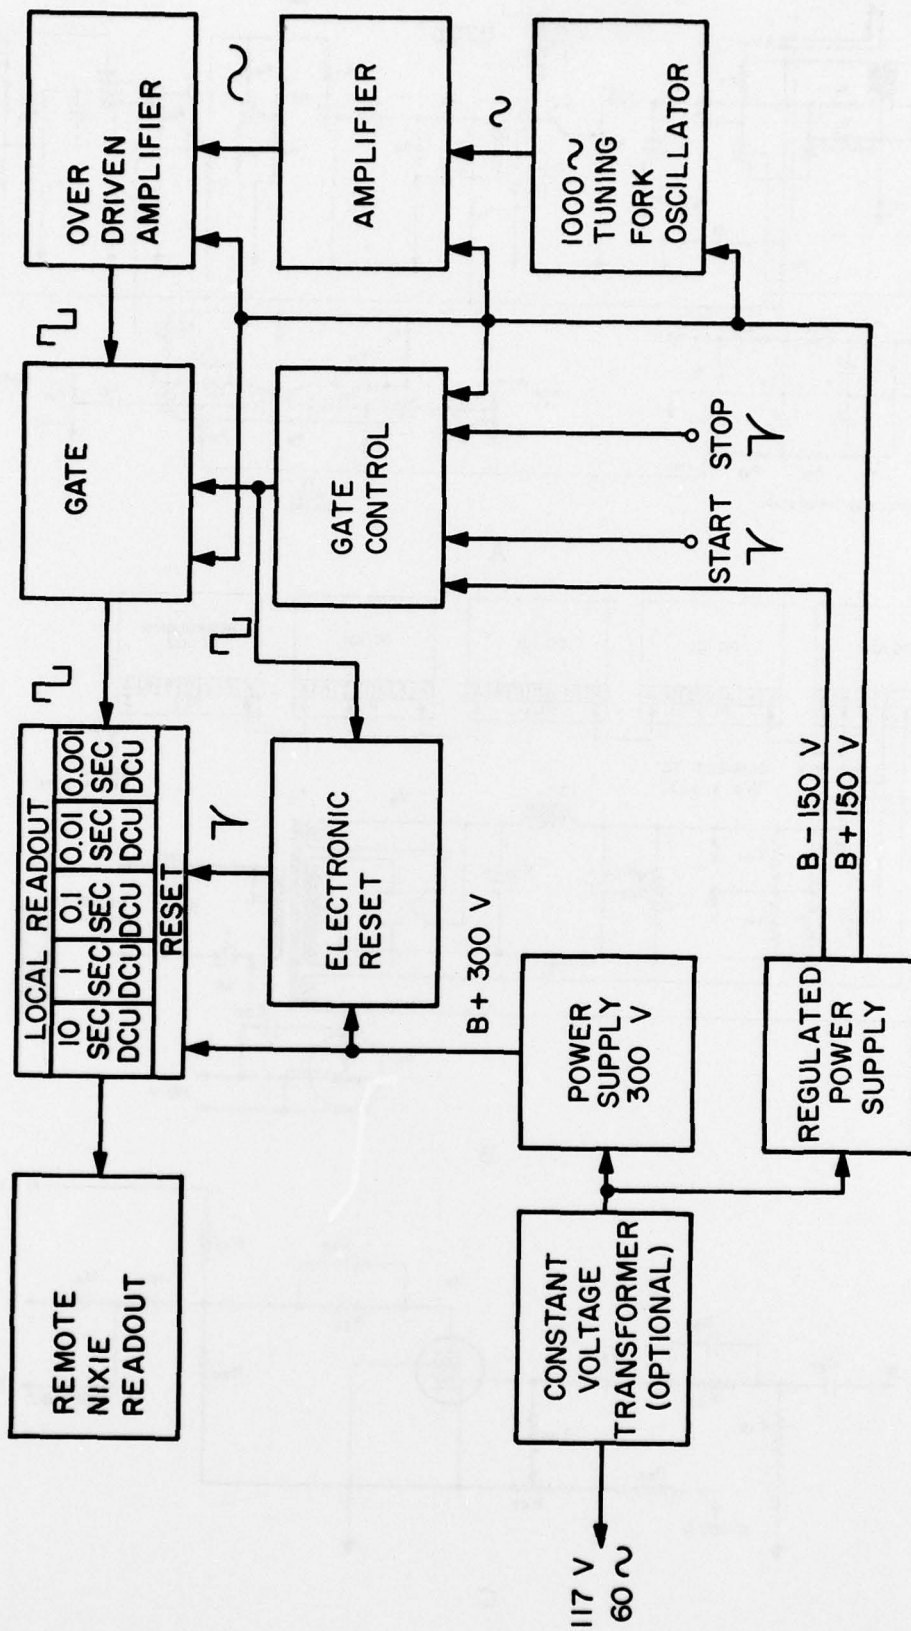 REMOTE
NIXIE
READOUT
LOCAL READOUT
10
SEC
DCU
1
SEC
DCU
0.1
SEC
DCU
0.01
SEC
DCU
0.001
SEC
DCU
RESET
GATE
OVER
DRIVEN
AMPLIFIER
ELECTRONIC
RESET
GATE
CONTROL
AMPLIFIER
B+ 300 V
START
STOP
1000~
TUNING
FORK
OSCILLATOR
117 V
60 ~
CONSTANT
VOLTAGE
TRANSFORMER
(OPTIONAL)
POWER
SUPPLY
300 V
REGULATED
POWER
SUPPLY
B-150 V
B+150 V